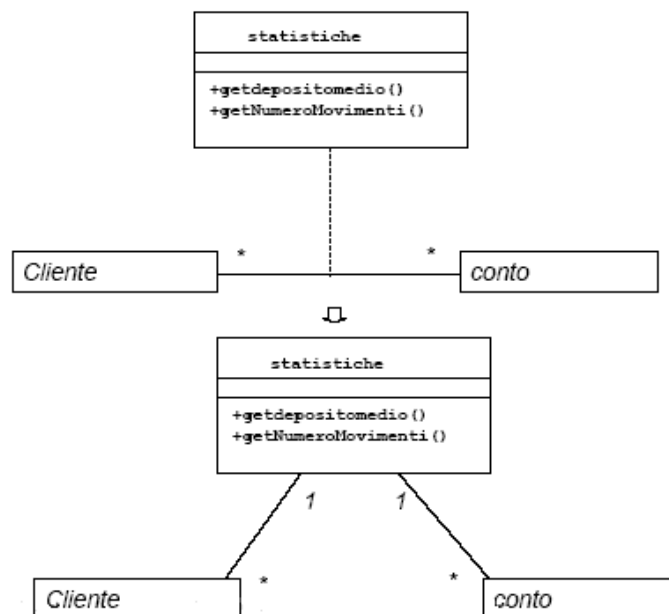 statistiche
+getdepositomedio()
+getNumeroMovimenti()
* *
Cliente conto
statistiche
+getdepositomedio()
+getNumeroMovimenti()
1 1
* *
Cliente conto